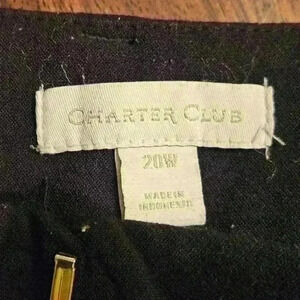 CHARTER CLUB
20W
MADE IN
INDONESIA